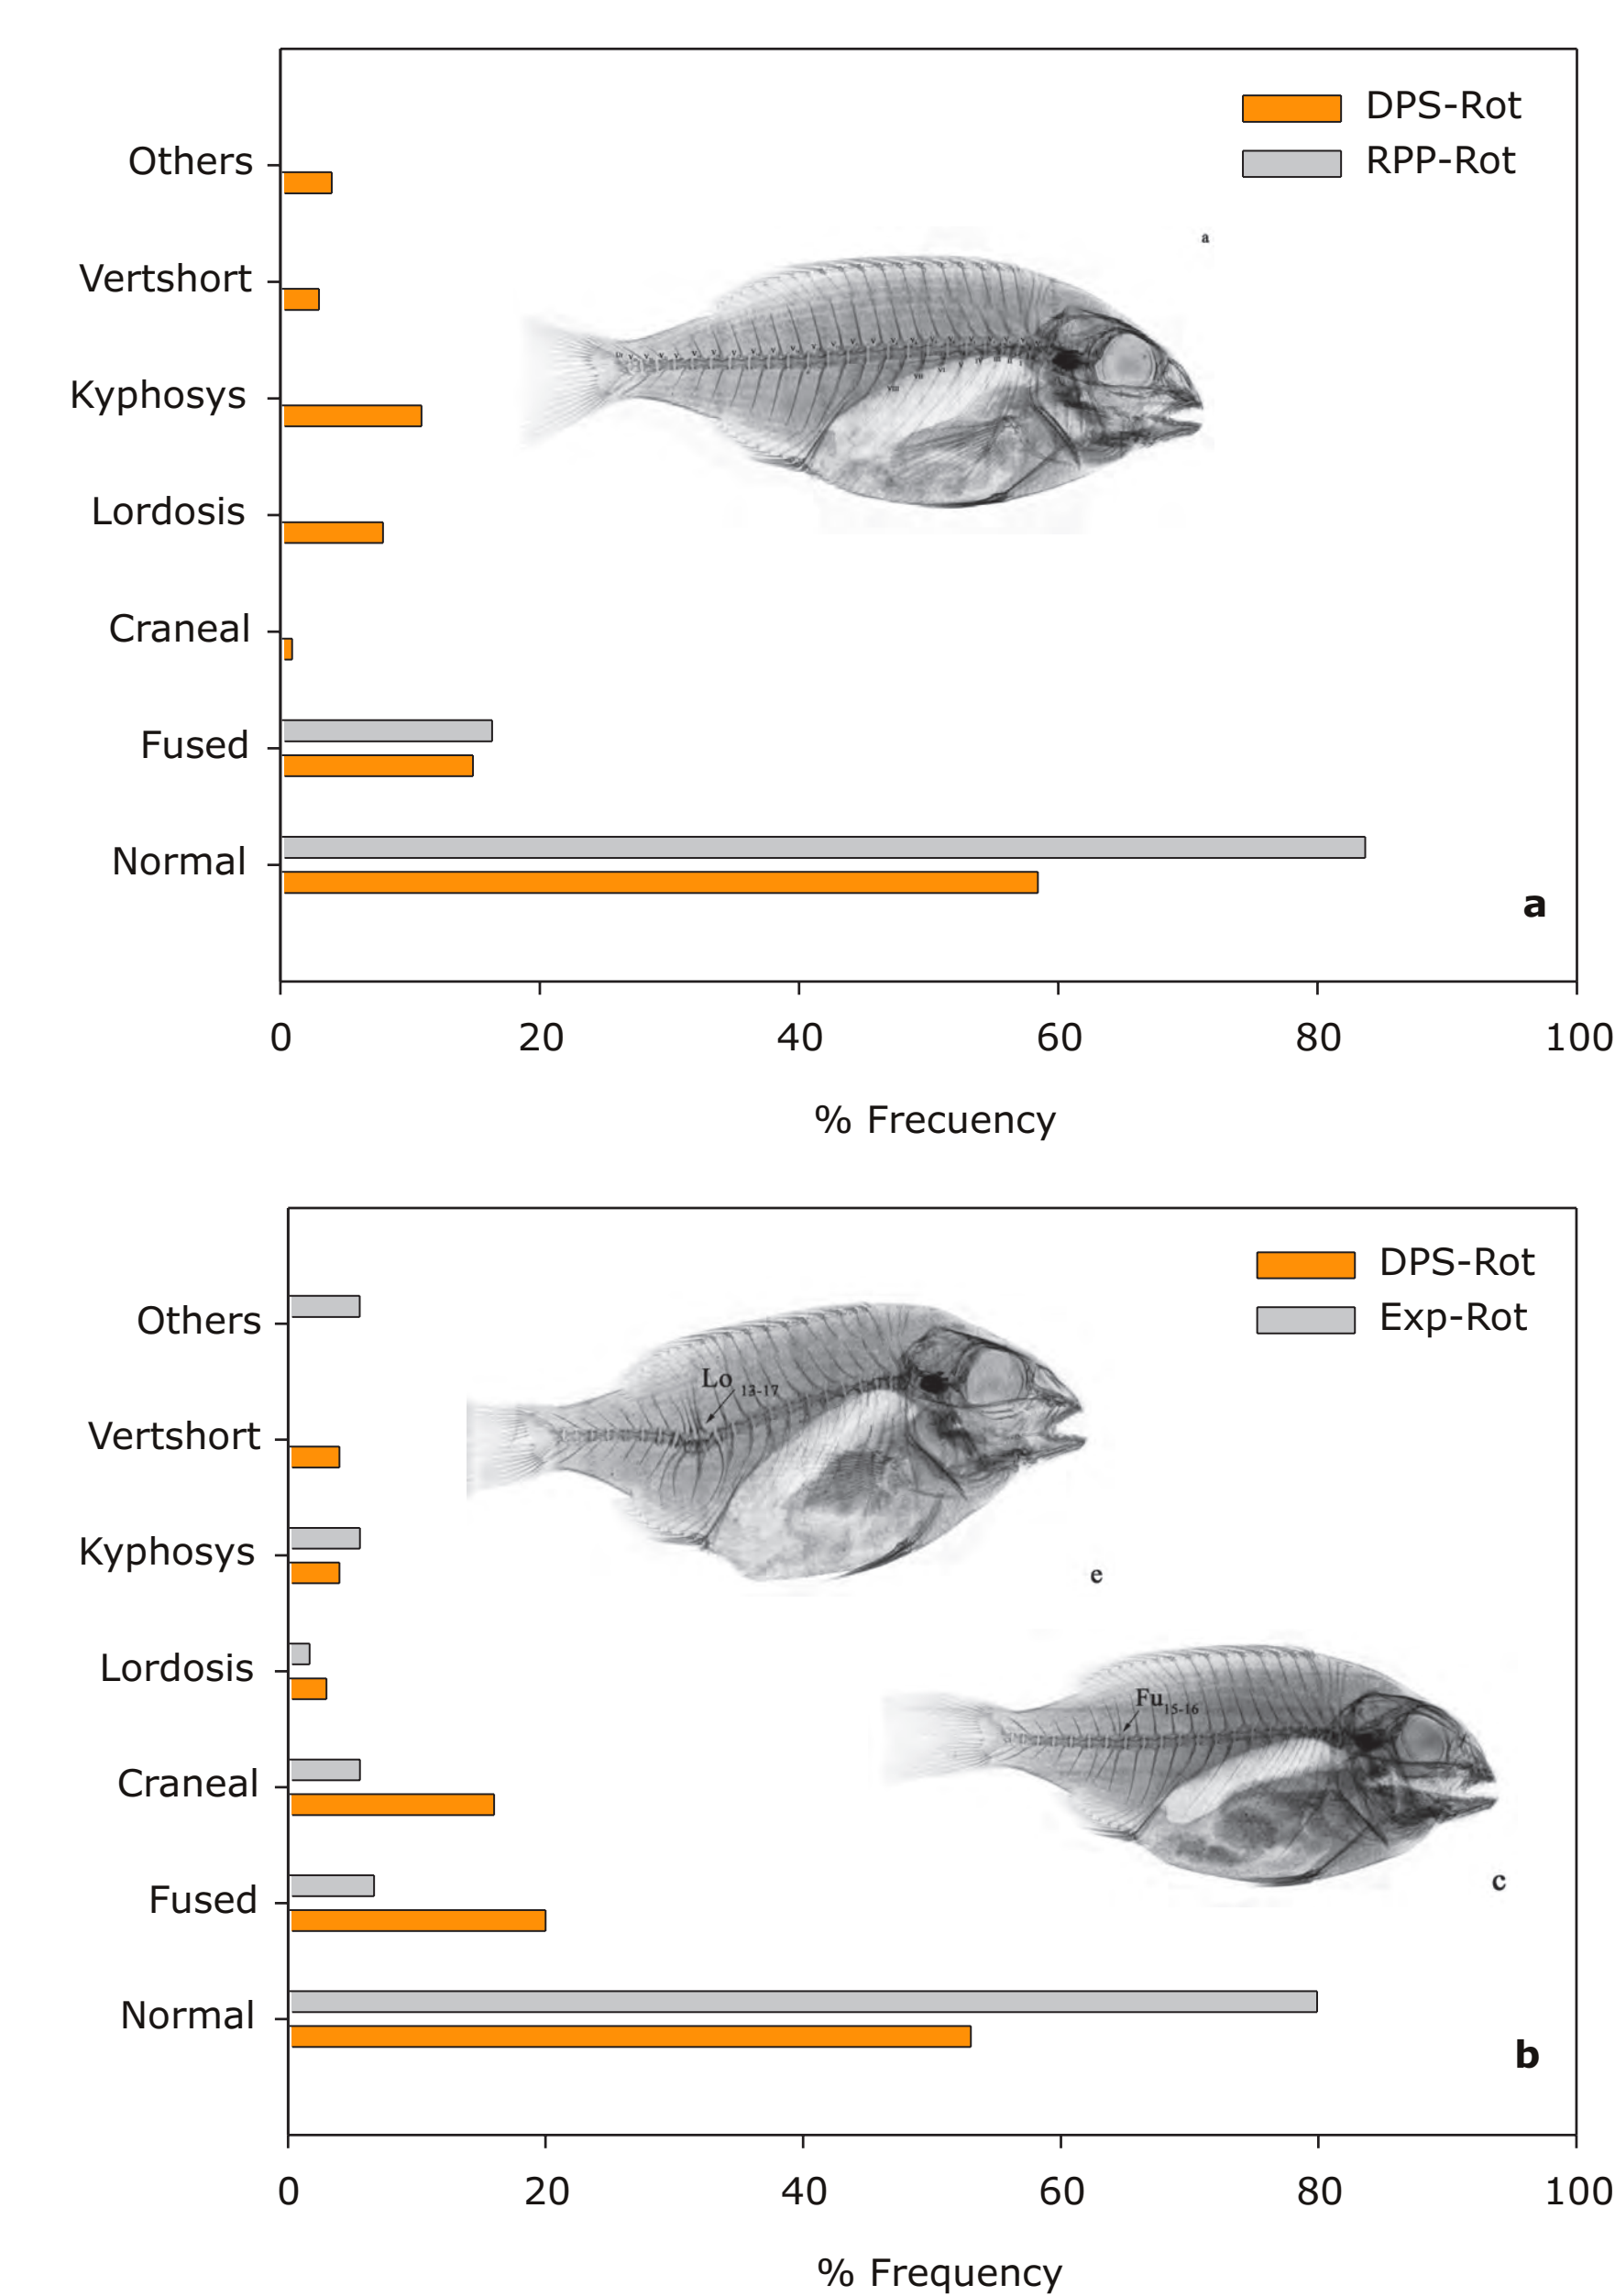 DPS-Rot
RPP-Rot
Others
a
Vertshort
Kyphosys
Lordosis
Craneal
Fused
Normal
a
0 20 40 60 80 100
% Frecuency
DPS-Rot
Exp-Rot
Others
Lo 13-17
Vertshort
Kyphosys
e
Lordosis
Fu15-16
Craneal
c
Fused
Normal
b
0 20 40 60 80 100
% Frequency